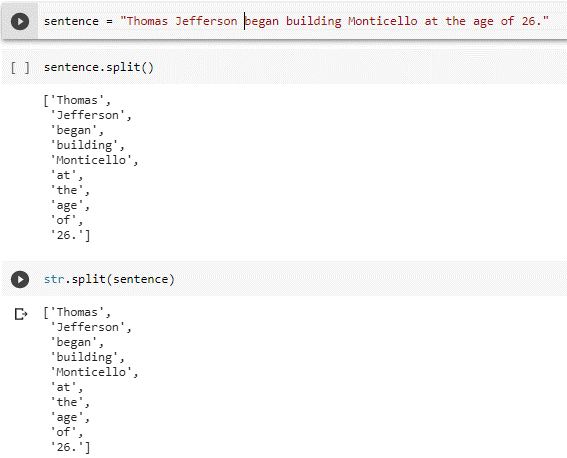 sentence = "Thomas Jefferson began building Monticello at the age of 26."
[ ] sentence.split()
['Thomas',
'Jefferson',
'began',
'building',
'Monticello',
'at',
'the',
'age',
'of',
'26.']
str.split(sentence)
['Thomas',
'Jefferson',
'began',
'building',
'Monticello',
'at',
'the',
'age',
'of',
'26.']